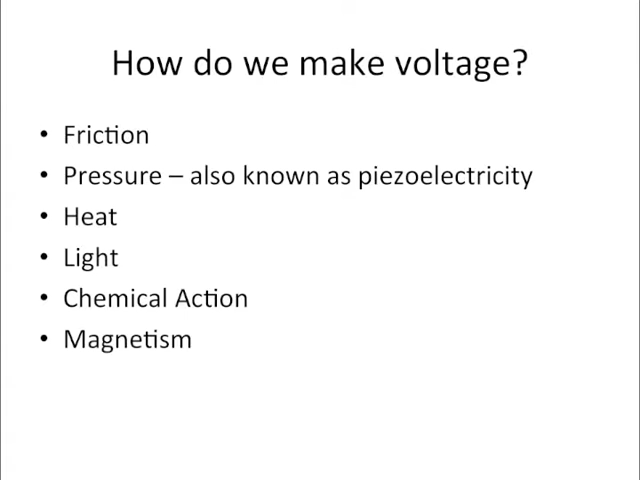 How do we make voltage?
• Friction
• Pressure – also known as piezoelectricity
• Heat
• Light
• Chemical Action
• Magnetism